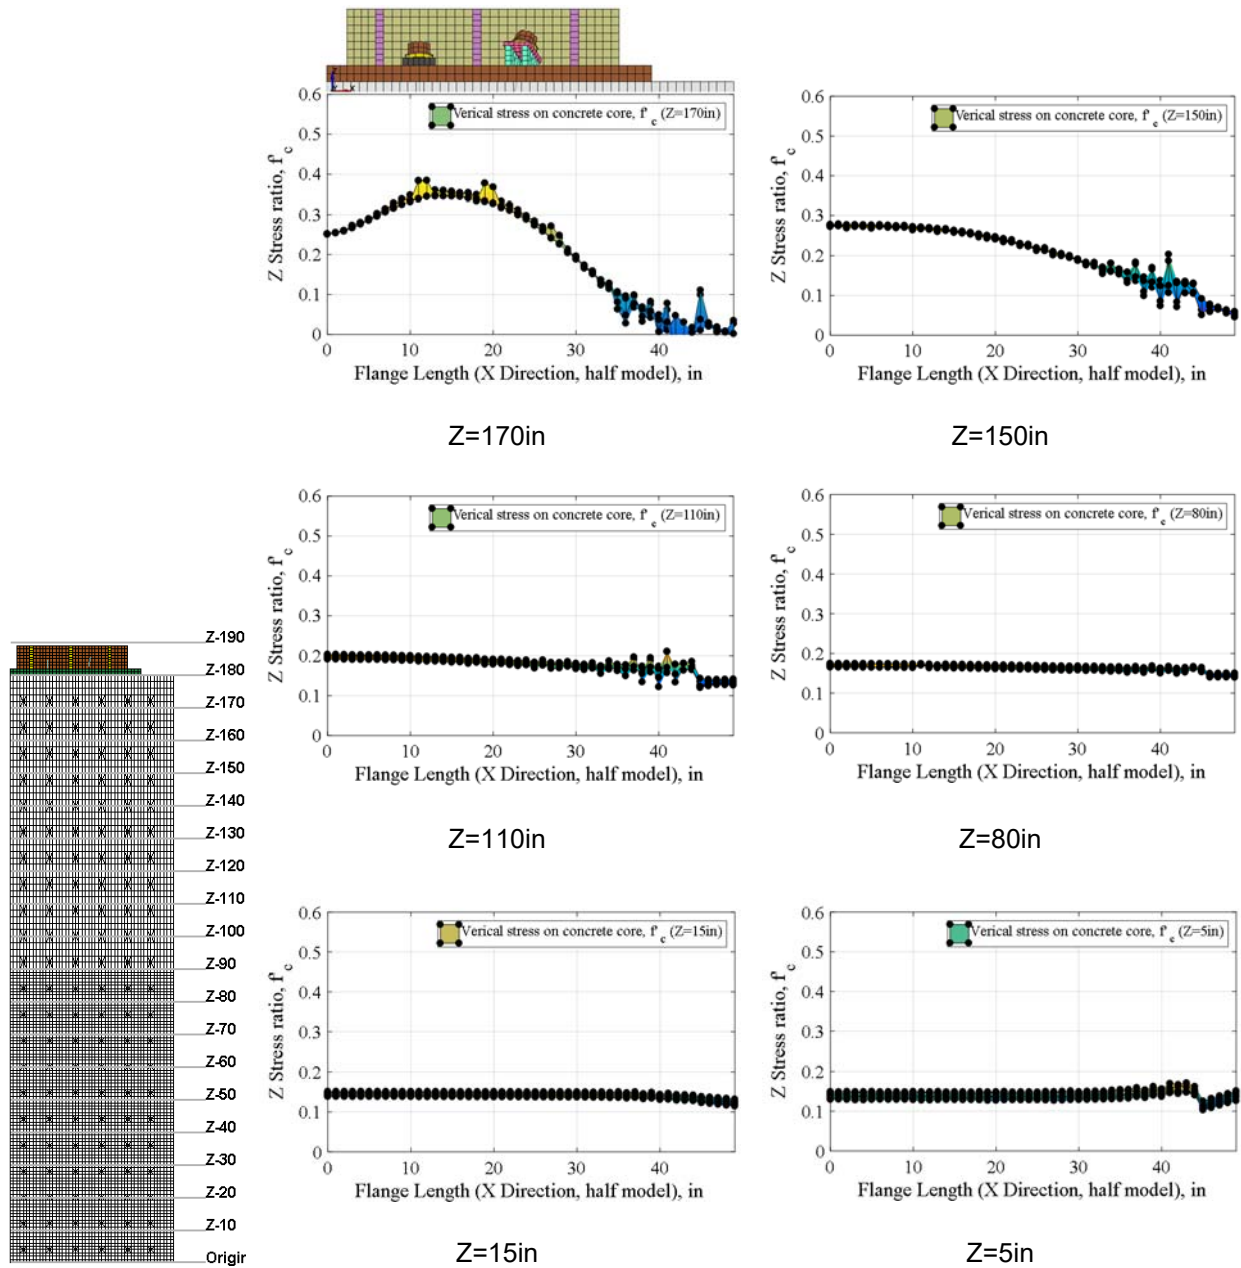 0.6
0.5
0.4
0.3
0.2
0.1
0
Z Stress ratio, f'c
Verical stress on concrete core, f'c (Z=170in)
0 10 20 30 40
Flange Length (X Direction, half model), in
Z=170in
0.6
0.5
0.4
0.3
0.2
0.1
0
Z Stress ratio, f'c
Verical stress on concrete core, f'c (Z=150in)
0 10 20 30 40
Flange Length (X Direction, half model), in
Z=150in
0.6
0.5
0.4
0.3
0.2
0.1
0
Z Stress ratio, f'c
Verical stress on concrete core, f'c (Z=110in)
0 10 20 30 40
Flange Length (X Direction, half model), in
Z=110in
0.6
0.5
0.4
0.3
0.2
0.1
0
Z Stress ratio, f'c
Verical stress on concrete core, f'c (Z=80in)
0 10 20 30 40
Flange Length (X Direction, half model), in
Z=80in
Z-190
Z-180
Z-170
Z-160
Z-150
Z-140
Z-130
Z-120
Z-110
Z-100
Z-90
Z-80
Z-70
Z-60
Z-50
Z-40
Z-30
Z-20
Z-10
Origir
0.6
0.5
0.4
0.3
0.2
0.1
0
Z Stress ratio, f'c
Verical stress on concrete core, f'c (Z=15in)
0 10 20 30 40
Flange Length (X Direction, half model), in
Z=15in
0.6
0.5
0.4
0.3
0.2
0.1
0
Z Stress ratio, f'c
Verical stress on concrete core, f'c (Z=5in)
0 10 20 30 40
Flange Length (X Direction, half model), in
Z=5in